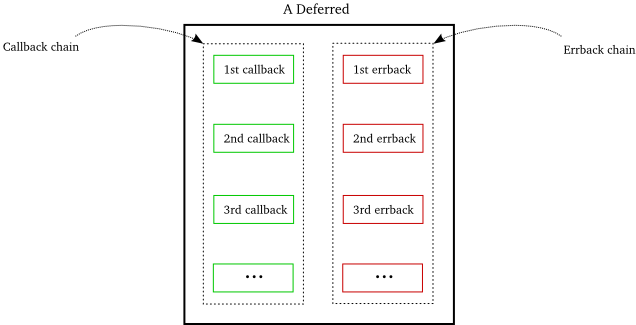 A Deferred
Callback chain
Errback chain
1st callback
1st errback
2nd callback
2nd errback
3rd callback
3rd errback
...
...